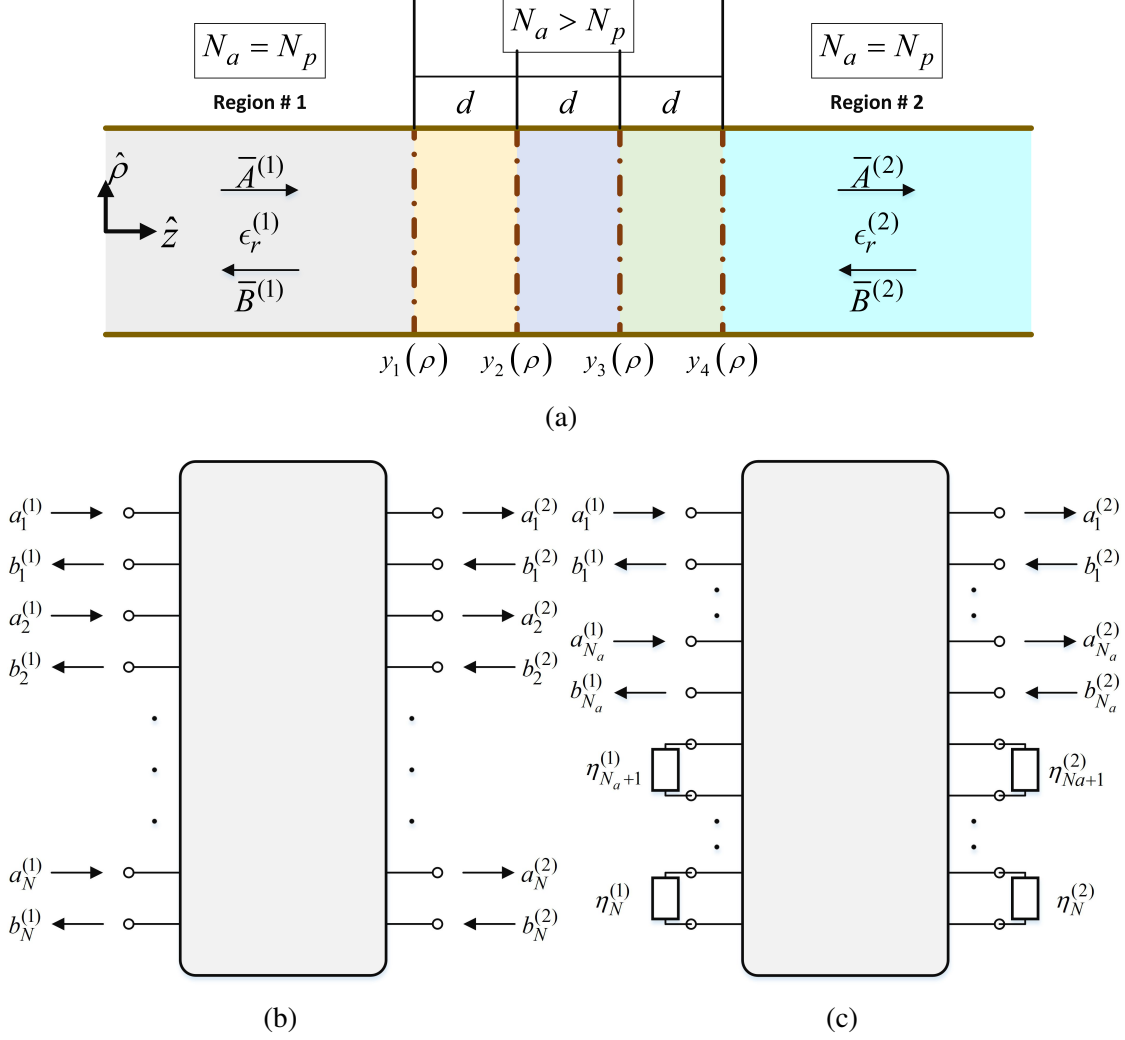 N_a = N_p N_a > N_p N_a = N_p
Region # 1 d d d Region # 2
ρ̂ A̅^(1) A̅^(2)
ẑ ϵ_r^(1) ϵ_r^(2)
B̅^(1) B̅^(2)
y_1(ρ) y_2(ρ) y_3(ρ) y_4(ρ)
(a)
a_1^(1) a_1^(2) a_1^(1) a_1^(2)
b_1^(1) b_1^(2) b_1^(1) b_1^(2)
a_2^(1) a_2^(2) a_{N_a}^(1) a_{N_a}^(2)
b_2^(1) b_2^(2) b_{N_a}^(1) b_{N_a}^(2)
η_{N_a+1}^(1) η_{Na+1}^(2)
a_N^(1) a_N^(2) η_N^(1) η_N^(2)
b_N^(1) b_N^(2)
(b) (c)